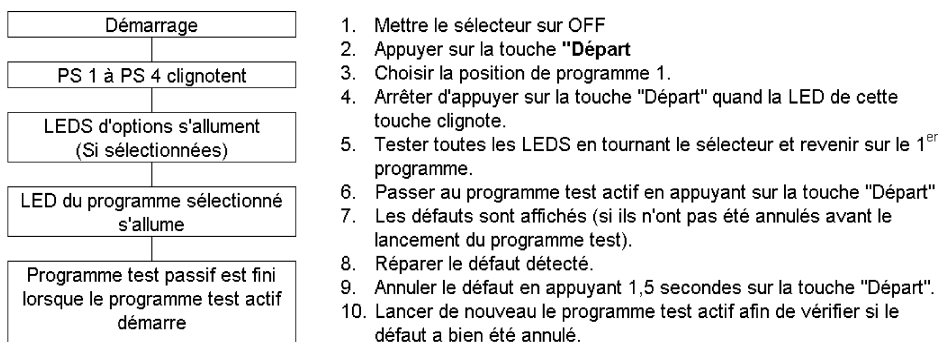 Démarrage
PS 1 à PS 4 clignotent
LEDS d'options s'allument
(Si sélectionnées)
LED du programme sélectionné
s'allume
Programme test passif est fini
lorsque le programme test actif
démarre
1. Mettre le sélecteur sur OFF
2. Appuyer sur la touche "Départ
3. Choisir la position de programme 1.
4. Arrêter d'appuyer sur la touche "Départ" quand la LED de cette
touche clignote.
5. Tester toutes les LEDS en tournant le sélecteur et revenir sur le 1er
programme.
6. Passer au programme test actif en appuyant sur la touche "Départ"
7. Les défauts sont affichés (si ils n'ont pas été annulés avant le
lancement du programme test).
8. Réparer le défaut détecté.
9. Annuler le défaut en appuyant 1,5 secondes sur la touche "Départ".
10. Lancer de nouveau le programme test actif afin de vérifier si le
défaut a bien été annulé.